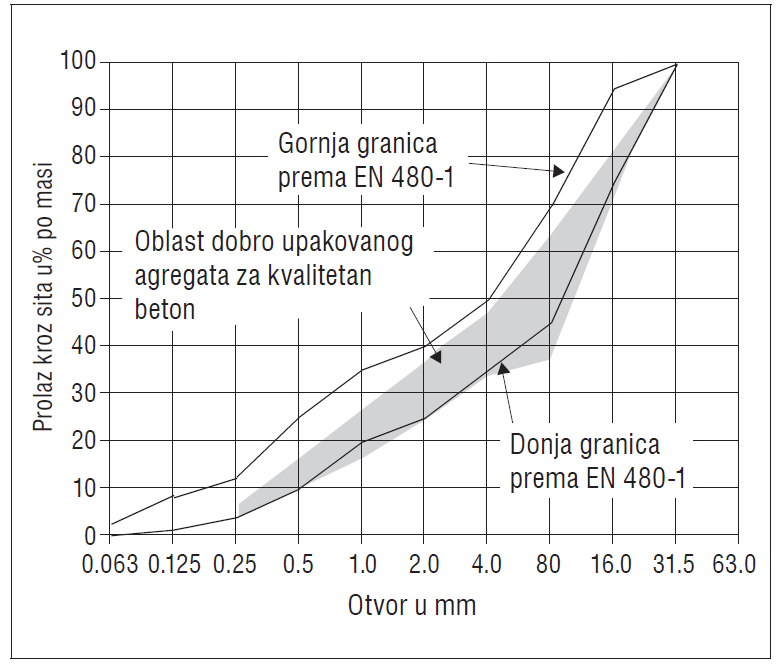 100
90
80
70
60
50
40
30
20
10
0
Prolaz kroz sita u% po masi
Gornja granica
prema EN 480-1
Oblast dobro upakovanog
agregata za kvalitetan
beton
Donja granica
prema EN 480-1
0.063 0.125 0.25 0.5 1.0 2.0 4.0 80 16.0 31.5 63.0
Otvor u mm